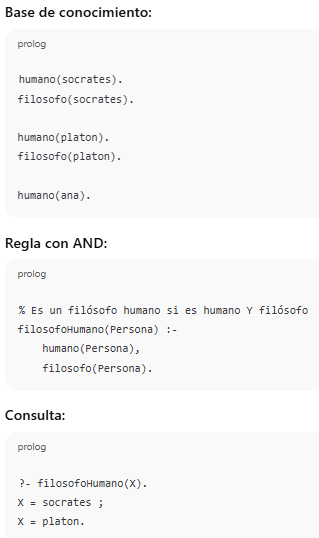 Base de conocimiento:
prolog
humano(socrates).
filosofo(socrates).
humano(platon).
filosofo(platon).
humano(ana).
Regla con AND:
prolog
% Es un filósofo humano si es humano Y filósofo
filosofoHumano(Persona) :-
    humano(Persona),
    filosofo(Persona).
Consulta:
prolog
?- filosofoHumano(X).
X = socrates ;
X = platon.